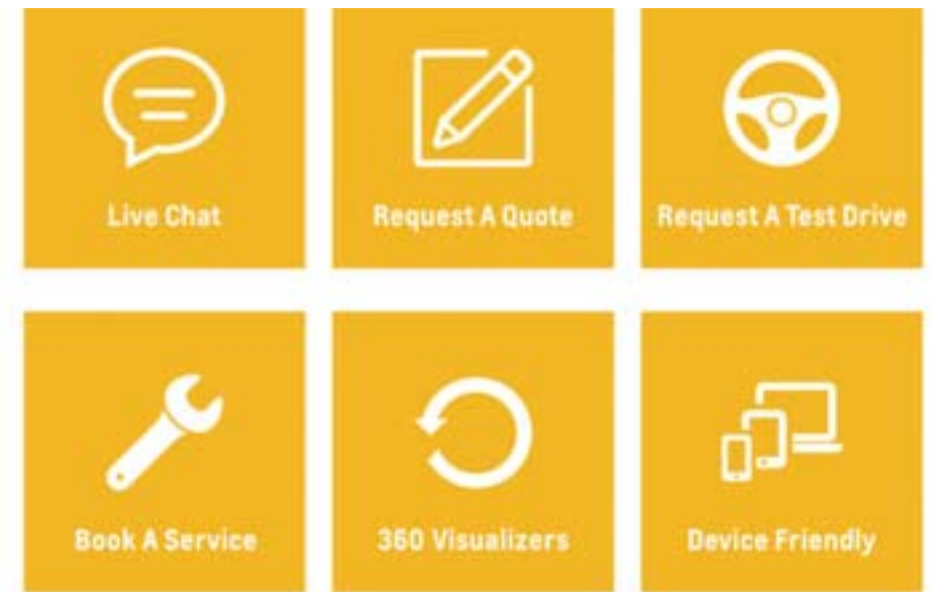 Live Chat
Request A Quote
Request A Test Drive
Book A Service
360 Visualizers
Device Friendly